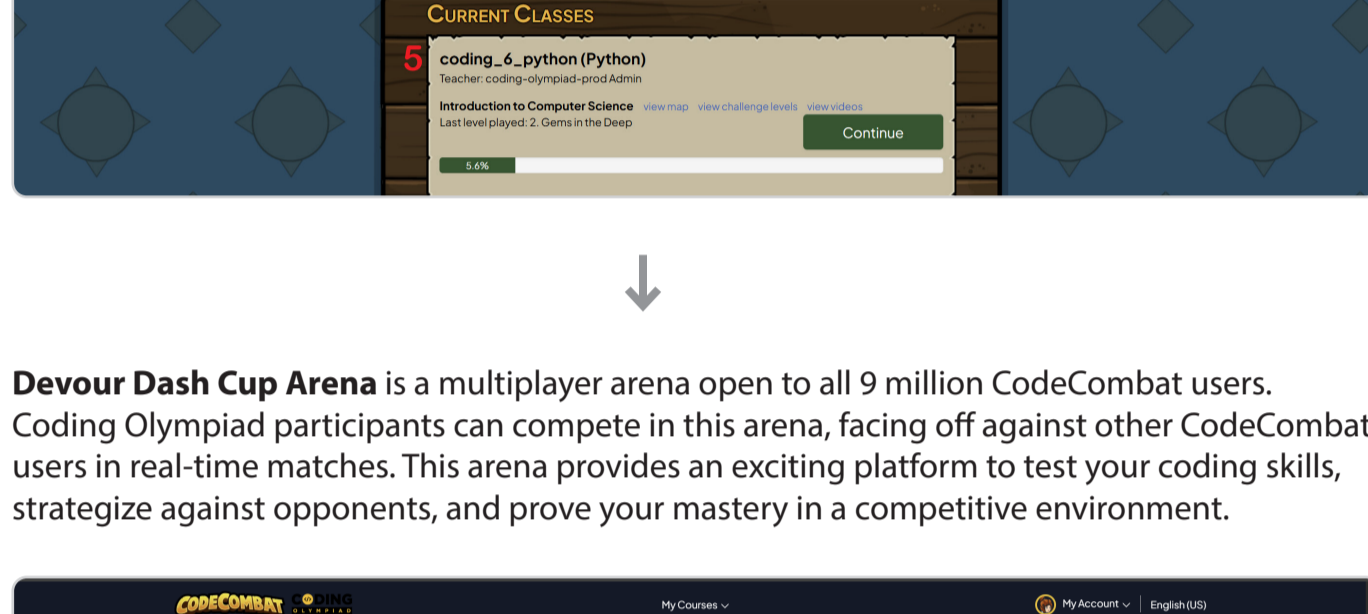 CURRENT CLASSES
5
coding_6_python (Python)
Teacher: coding-olympiad-prod Admin
Introduction to Computer Science view map view challenge levels view videos
Last level played: 2. Gems in the Deep
Continue
5.6%
Devour Dash Cup Arena is a multiplayer arena open to all 9 million CodeCombat users.
Coding Olympiad participants can compete in this arena, facing off against other CodeCombat
users in real-time matches. This arena provides an exciting platform to test your coding skills,
strategize against opponents, and prove your mastery in a competitive environment.
CODECOMBAT CODING OLYMPIAD My Courses My Account English (US)